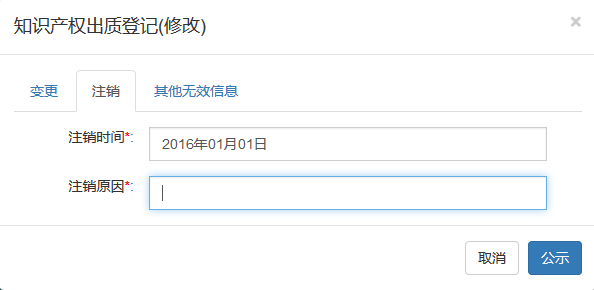 知识产权出质登记(修改)
×
变更 注销 其他无效信息
注销时间*: 2016年01月01日
注销原因*:
取消 公示